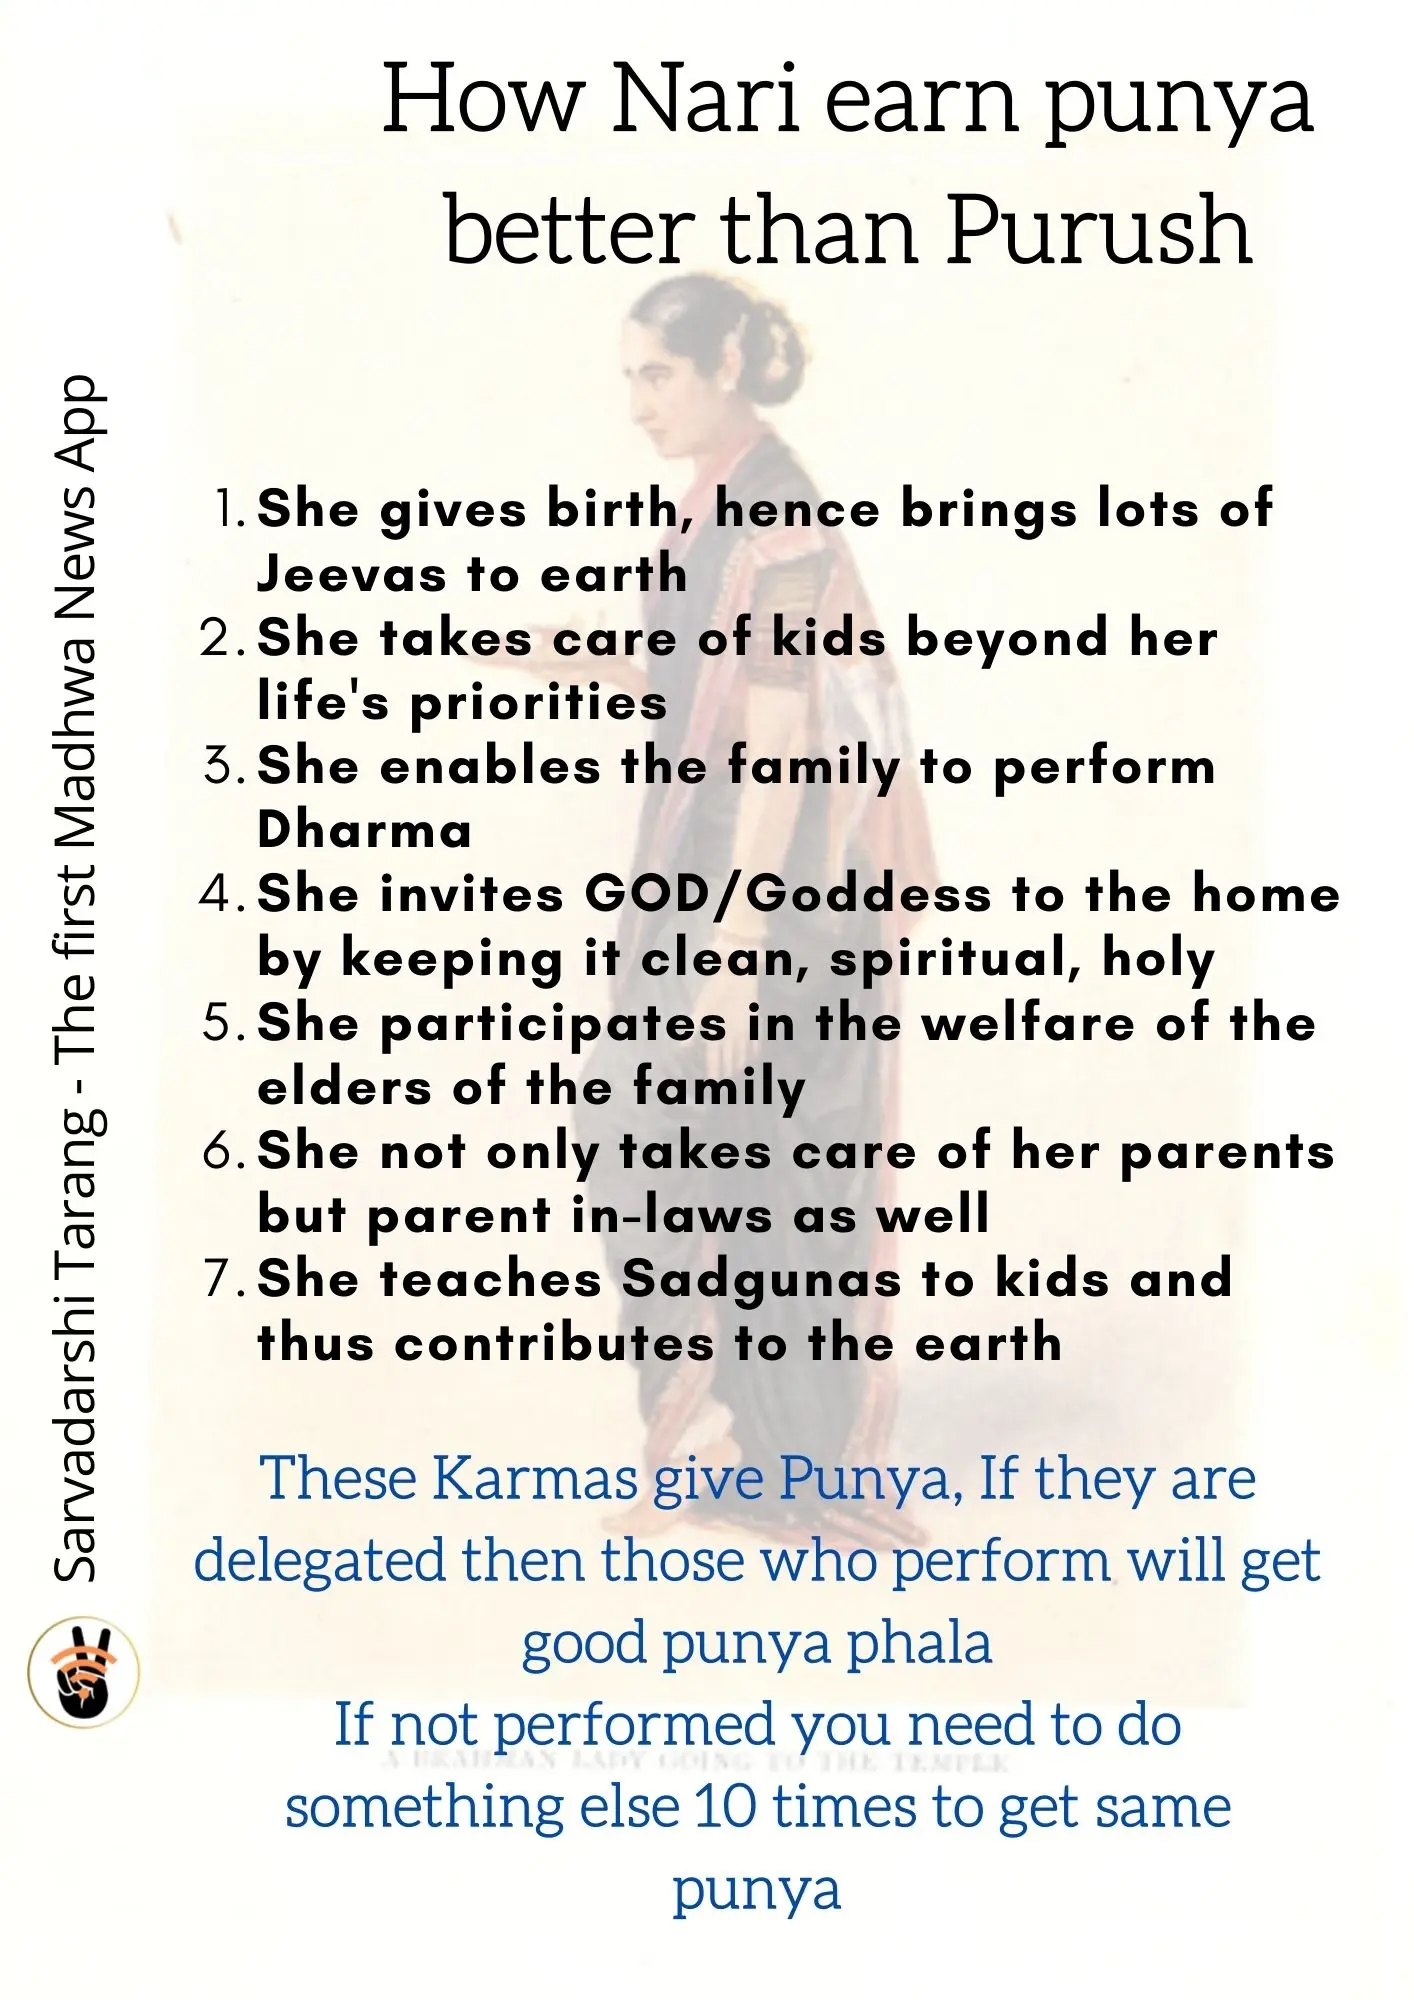 How Nari earn punya
better than Purush
1. She gives birth, hence brings lots of
Jeevas to earth
2. She takes care of kids beyond her
life's priorities
3. She enables the family to perform
Dharma
4. She invites GOD/Goddess to the home
by keeping it clean, spiritual, holy
5. She participates in the welfare of the
elders of the family
6. She not only takes care of her parents
but parent in-laws as well
7. She teaches Sadgunas to kids and
thus contributes to the earth
These Karmas give Punya, If they are
delegated then those who perform will get
good punya phala
If not performed you need to do
A BRAHMAN LADY GOING TO THE TEMPLE
something else 10 times to get same
punya
Sarvadarshi Tarang - The first Madhwa News App